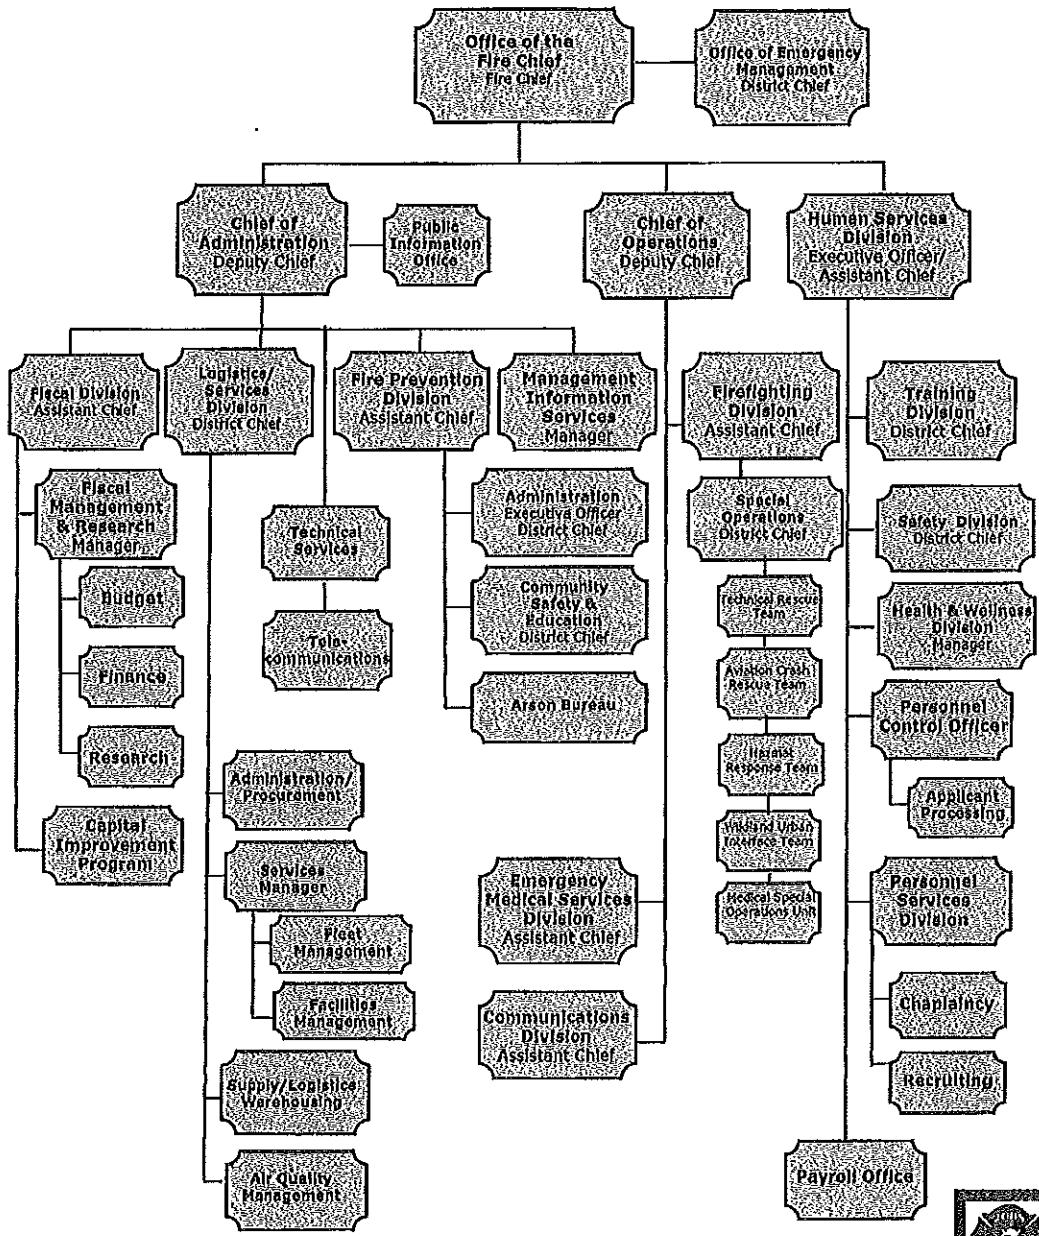 Office of the
Fire Chief
Fire Chief
Office of Emergency
Management
District Chief
Chief of
Administration
Deputy Chief
Public
Information
Office
Chief of
Operations
Deputy Chief
Human Services
Division
Executive Officer/
Assistant Chief
Fiscal Division
Assistant Chief
Logistics/
Services
Division
District Chief
Fire Prevention
Division
Assistant Chief
Management
Information
Services
Manager
Firefighting
Division
Assistant Chief
Training
Division
District Chief
Fiscal
Management
& Research
Manager
Budget
Finance
Research
Capital
Improvement
Program
Technical
Services
Tele-
communications
Administration
Executive Officer
District Chief
Community
Safety &
Education
District Chief
Arson Bureau
Special
Operations
District Chief
Technical Rescue
Team
Aviation Crash
Rescue Team
Hazmat
Response Team
Wildland Urban
Interface Team
Medical Special
Operations Unit
Safety Division
District Chief
Health & Wellness
Division
Manager
Personnel
Control Officer
Applicant
Processing
Personnel
Services
Division
Chaplaincy
Recruiting
Payroll Office
Administration/
Procurement
Services
Manager
Fleet
Management
Facilities
Management
Supply/Logistics
Warehousing
Air Quality
Management
Emergency
Medical Services
Division
Assistant Chief
Communications
Division
Assistant Chief